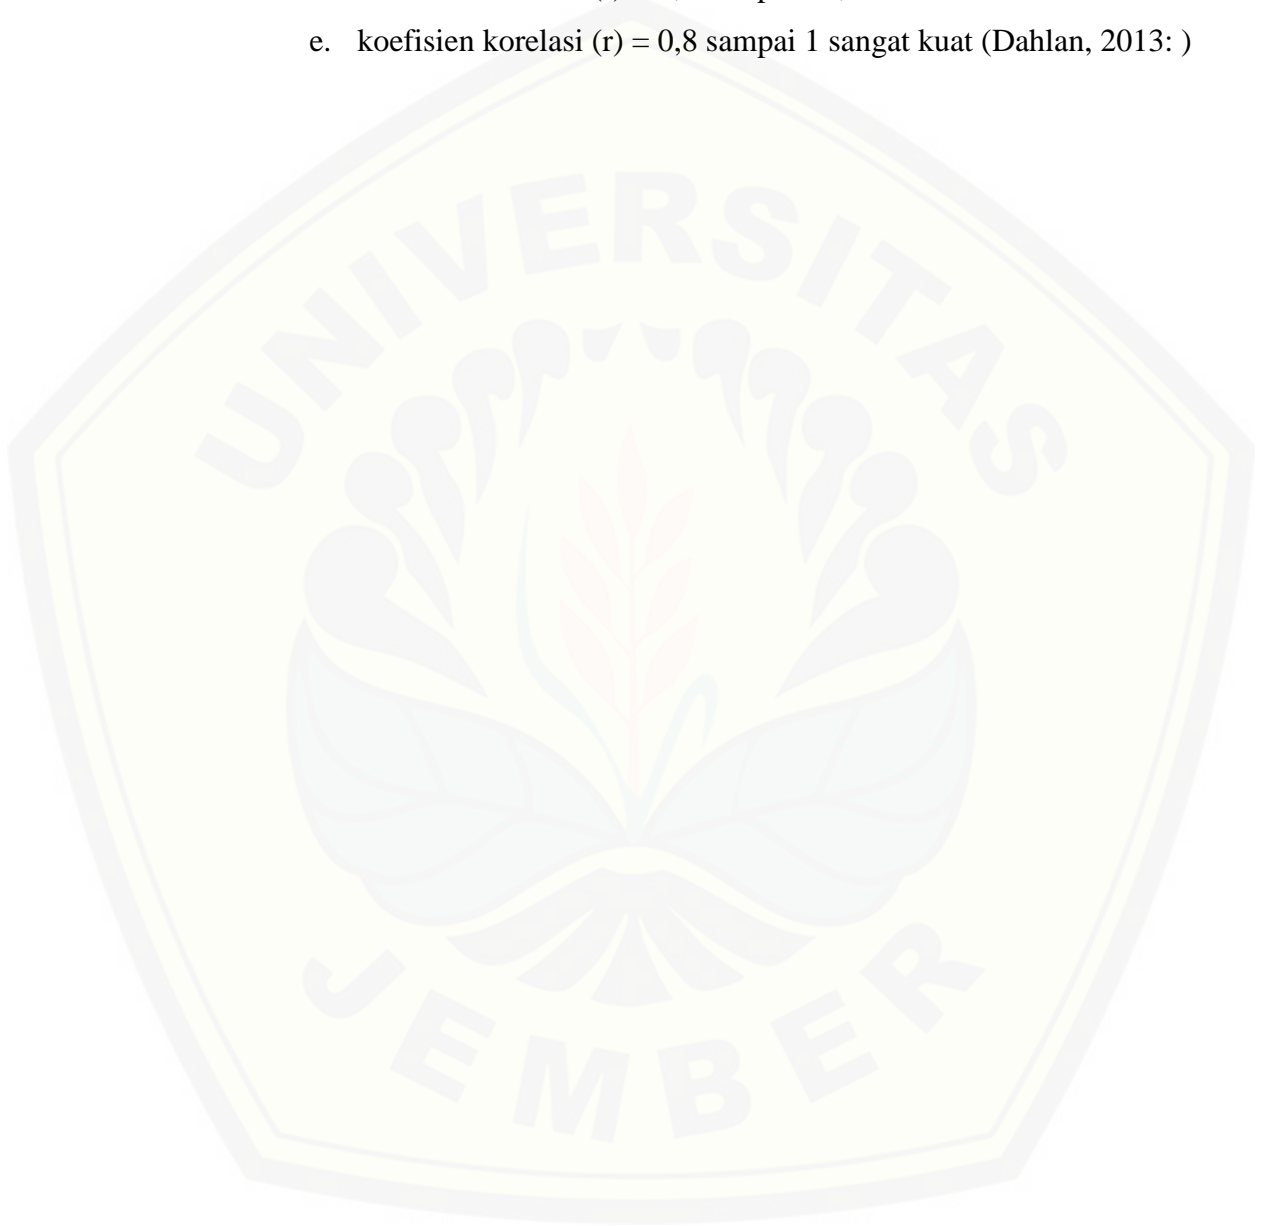 e. koefisien korelasi (r) = 0,8 sampai 1 sangat kuat (Dahlan, 2013: )
UNIVERSITAS
JEMBER